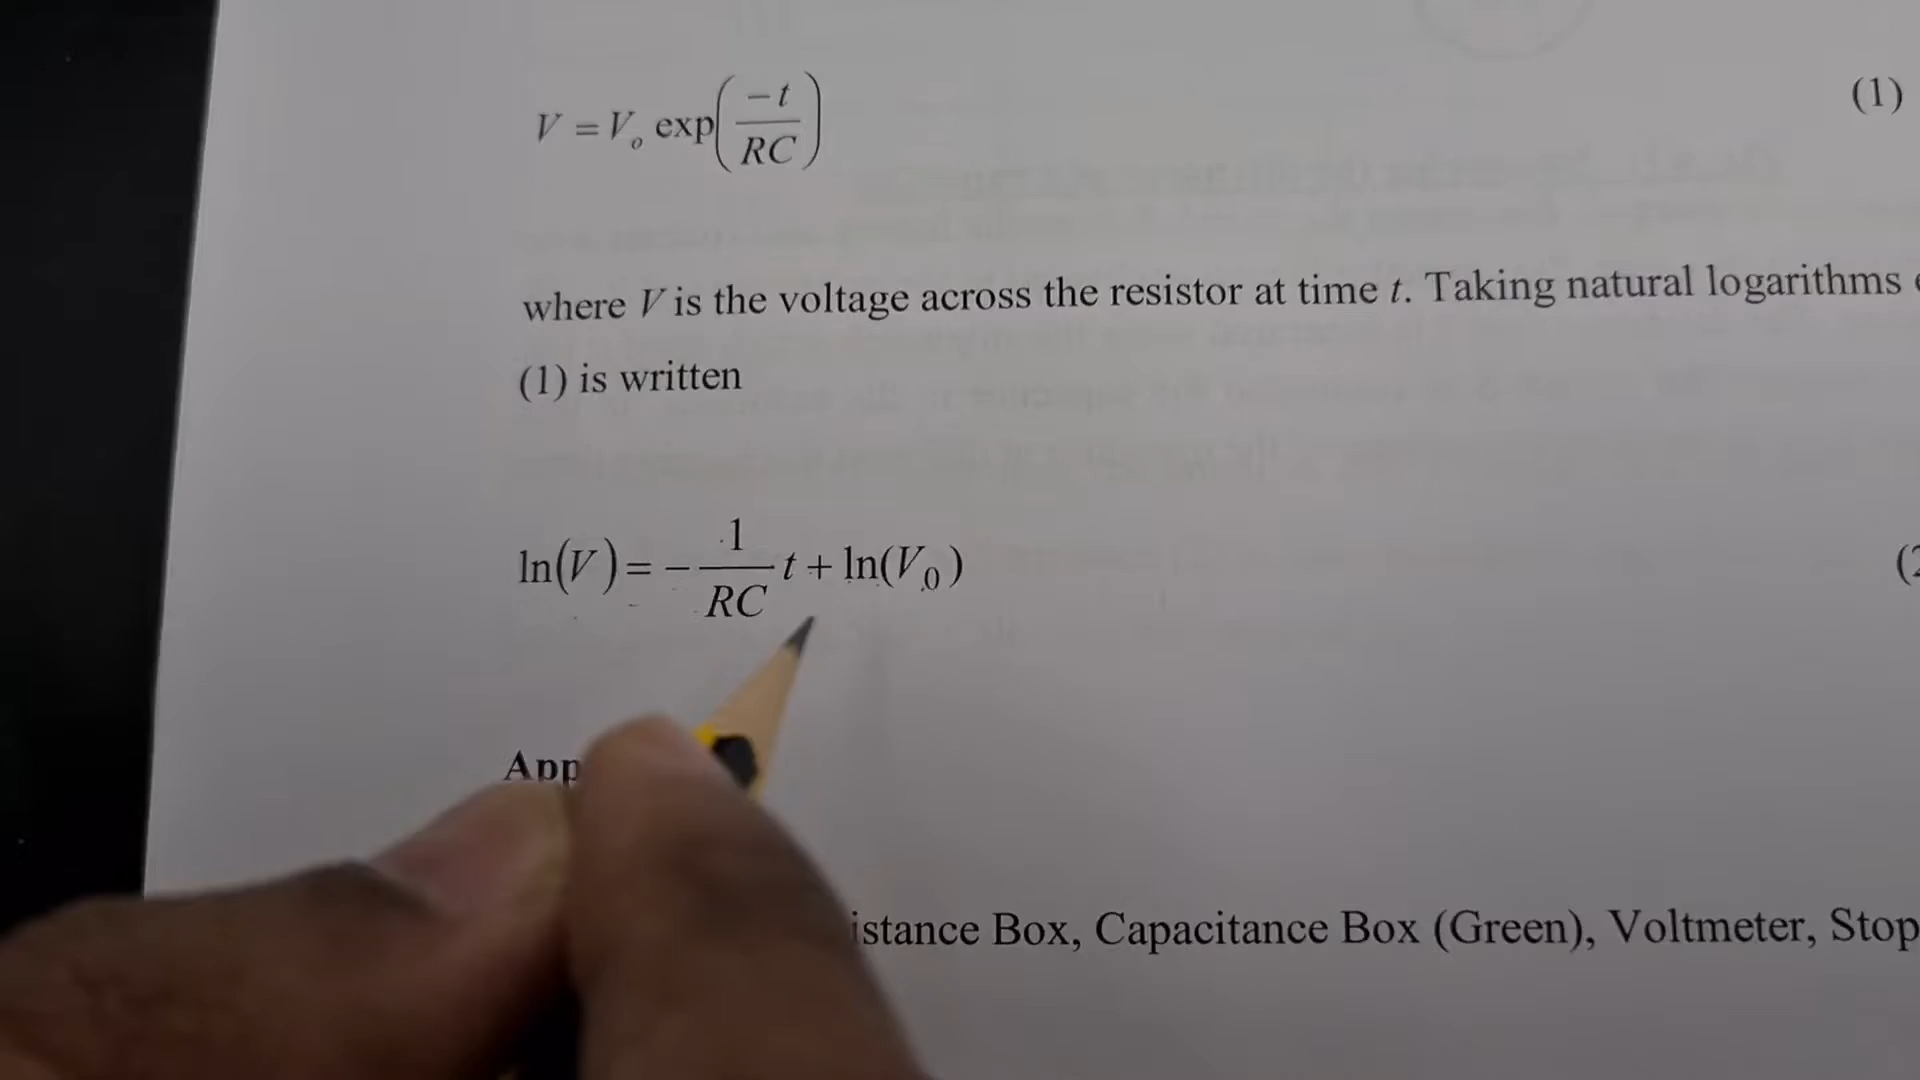 V = V_o exp(-t/RC) (1)
where V is the voltage across the resistor at time t. Taking natural logarithms
(1) is written
ln(V) = - 1/RC t + ln(V_0) (2
App
istance Box, Capacitance Box (Green), Voltmeter, Stop